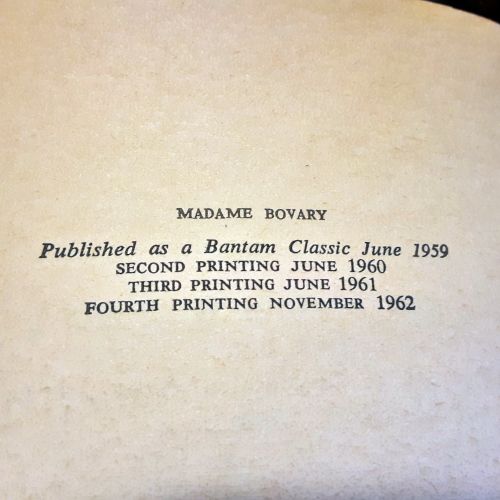 MADAME BOVARY
Published as a Bantam Classic June 1959
SECOND PRINTING JUNE 1960
THIRD PRINTING JUNE 1961
FOURTH PRINTING NOVEMBER 1962